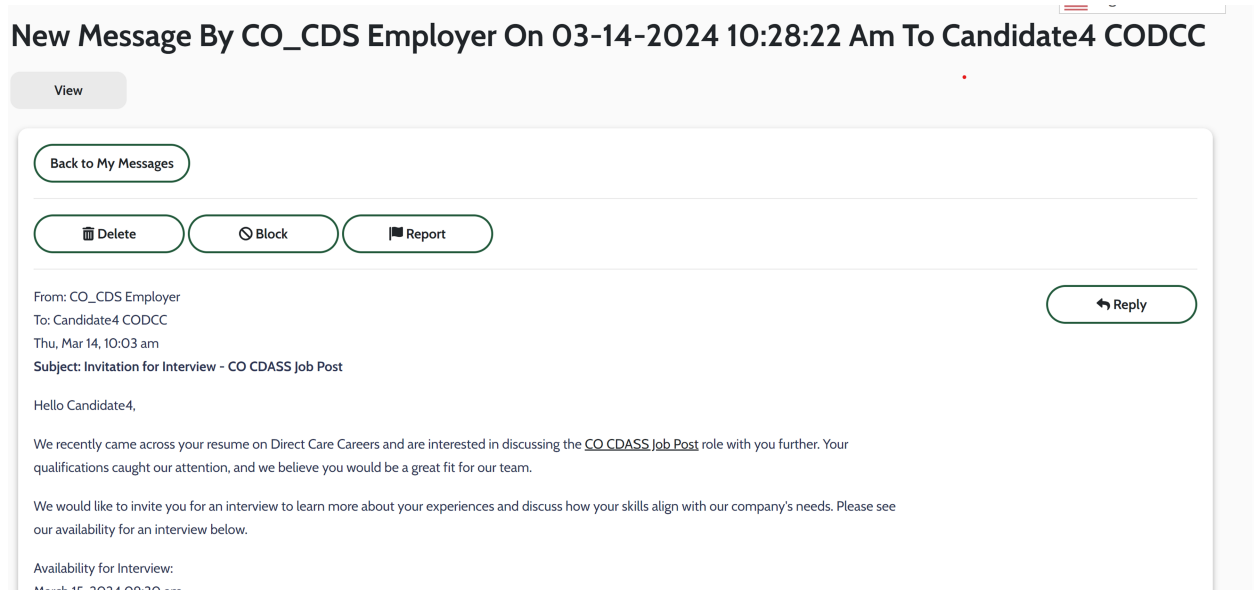 New Message By CO_CDS Employer On 03-14-2024 10:28:22 Am To Candidate4 CODCC
View
Back to My Messages
Delete Block Report
From: CO_CDS Employer
Reply
To: Candidate4 CODCC
Thu, Mar 14, 10:03 am
Subject: Invitation for Interview - CO CDASS Job Post
Hello Candidate4,
We recently came across your resume on Direct Care Careers and are interested in discussing the CO CDASS Job Post role with you further. Your
qualifications caught our attention, and we believe you would be a great fit for our team.
We would like to invite you for an interview to learn more about your experiences and discuss how your skills align with our company's needs. Please see
our availability for an interview below.
Availability for Interview: